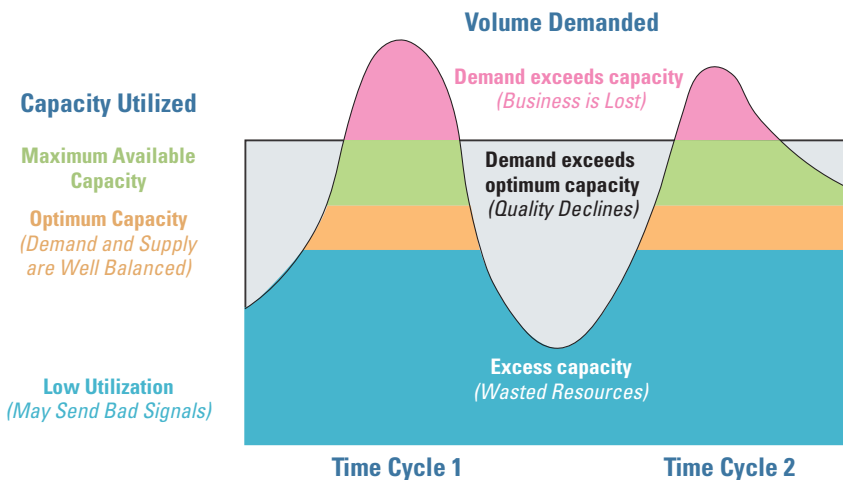 Volume Demanded
Demand exceeds capacity
(Business is Lost)
Capacity Utilized
Maximum Available
Capacity
Demand exceeds
optimum capacity
(Quality Declines)
Optimum Capacity
(Demand and Supply
are Well Balanced)
Low Utilization
(May Send Bad Signals)
Excess capacity
(Wasted Resources)
Time Cycle 1
Time Cycle 2